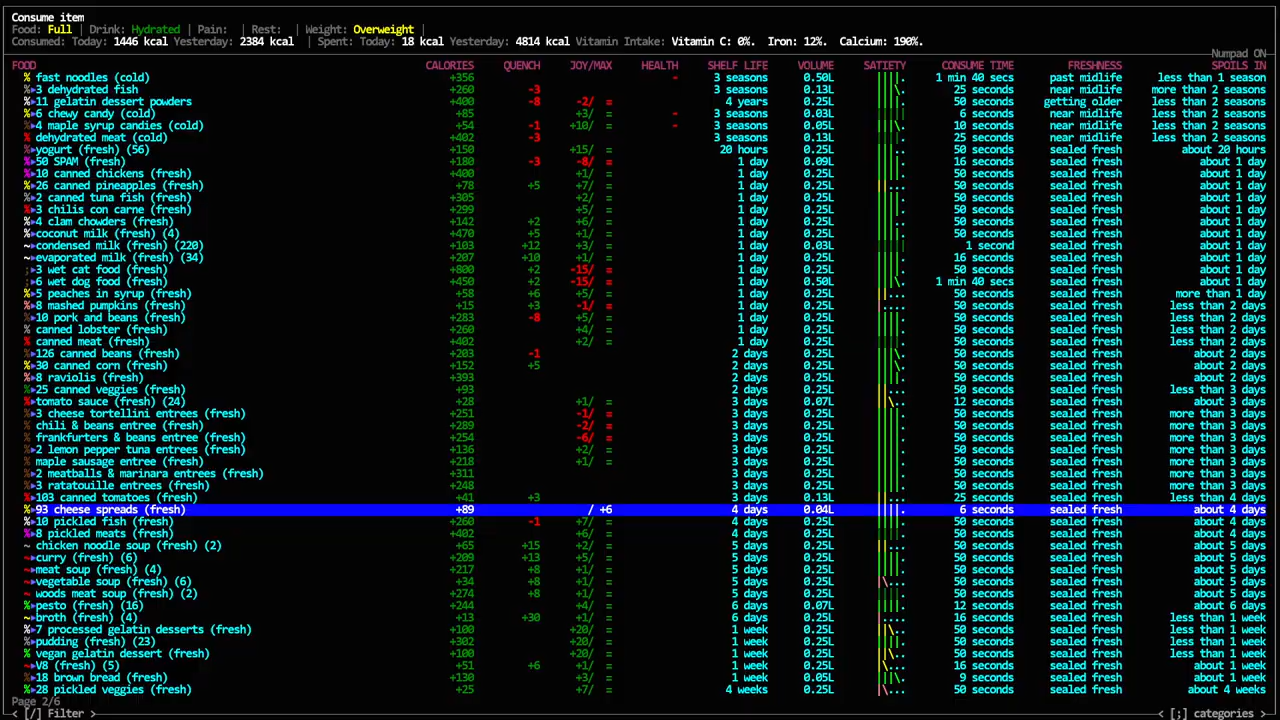 Consume item
Food: Full | Drink: Hydrated | Pain: | Rest: | Weight: Overweight |
Consumed: Today: 1446 kcal Yesterday: 2384 kcal | Spent: Today: 18 kcal Yesterday: 4814 kcal Vitamin Intake: Vitamin C: 0%. Iron: 12%. Calcium: 190%.
Numpad ON
FOOD CALORIES QUENCH JOY/MAX HEALTH SHELF LIFE VOLUME SATIETY CONSUME TIME FRESHNESS SPOILS IN
% fast noodles (cold) +356 - 3 seasons 0.50L ||||. 1 min 40 secs past midlife less than 1 season
%▸3 dehydrated fish +260 -3 3 seasons 0.13L |||\. 25 seconds near midlife more than 2 seasons
%▸11 gelatin dessert powders +400 -8 -2/ = 4 years ||||. 50 seconds getting older less than 2 seasons
%▸6 chewy candy (cold) +85 +3/ = - 3 seasons 0.03L ||||. 6 seconds near midlife less than 2 seasons
%▸4 maple syrup candies (cold) +54 -1 +10/ = - 3 seasons 0.05L |||\. 10 seconds near midlife less than 2 seasons
% dehydrated meat (cold) +402 -3 3 seasons 0.13L ||||. 25 seconds near midlife less than 2 seasons
%▸yogurt (fresh) (56) +150 +15/ = 20 hours 0.25L ||||. 50 seconds sealed fresh about 20 hours
%▸50 SPAM (fresh) +180 -3 -8/ = 1 day 0.09L ||||. 16 seconds sealed fresh about 1 day
%▸10 canned chickens (fresh) +400 +1/ = 1 day 0.25L ||||. 50 seconds sealed fresh about 1 day
%▸26 canned pineapples (fresh) +78 +5 +7/ = 1 day 0.25L ||... 50 seconds sealed fresh about 1 day
%▸2 canned tuna fish (fresh) +305 +2/ = 1 day 0.25L ||||. 50 seconds sealed fresh about 1 day
%▸3 chilis con carne (fresh) +299 +5/ = 1 day 0.25L ||||. 50 seconds sealed fresh about 1 day
%▸4 clam chowders (fresh) +142 +2 +6/ = 1 day 0.25L 50 seconds sealed fresh about 1 day
%▸coconut milk (fresh) (4) +470 +5 +1/ = 1 day 0.25L ||||. 50 seconds sealed fresh about 1 day
~▸condensed milk (fresh) (220) +103 +12 +3/ = 1 day 0.03L 1 second sealed fresh about 1 day
~▸evaporated milk (fresh) (34) +207 +10 +1/ = 1 day 0.25L ||||. 16 seconds sealed fresh about 1 day
;▸3 wet cat food (fresh) +800 +2 -15/ = 1 day 0.25L 50 seconds sealed fresh about 1 day
;▸6 wet dog food (fresh) +450 +2 -15/ = 1 day 0.50L |||\. 1 min 40 secs sealed fresh about 1 day
%▸5 peaches in syrup (fresh) +58 +6 +5/ = 1 day 0.25L ||... 50 seconds sealed fresh more than 1 day
%▸8 mashed pumpkins (fresh) +15 +3 -1/ = 1 day 0.25L |.... 50 seconds sealed fresh less than 2 days
%▸10 pork and beans (fresh) +283 -8 +5/ = 1 day 0.25L ||||. 50 seconds sealed fresh less than 2 days
% canned lobster (fresh) +260 +4/ = 1 day 0.25L ||||. 50 seconds sealed fresh less than 2 days
% canned meat (fresh) +402 +2/ = 1 day 0.25L ||||. 50 seconds sealed fresh less than 2 days
%▸126 canned beans (fresh) +203 -1 2 days 0.25L |||\. 50 seconds sealed fresh about 2 days
%▸30 canned corn (fresh) +152 +5 2 days 0.25L 50 seconds sealed fresh about 2 days
%▸8 raviolis (fresh) +393 2 days 0.25L ||||. 50 seconds sealed fresh about 2 days
%▸25 canned veggies (fresh) +93 2 days 0.25L 50 seconds sealed fresh less than 3 days
%▸tomato sauce (fresh) (24) +28 +1/ = 3 days 0.07L ||\.. 12 seconds sealed fresh about 3 days
%▸3 cheese tortellini entrees (fresh) +251 -1/ = 3 days 0.25L ||||. 50 seconds sealed fresh more than 3 days
% chili & beans entree (fresh) +289 -2/ = 3 days 0.25L ||||. 50 seconds sealed fresh more than 3 days
% frankfurters & beans entree (fresh) +254 -6/ = 3 days 0.25L ||||. 50 seconds sealed fresh more than 3 days
%▸2 lemon pepper tuna entrees (fresh) +136 +2/ = 3 days 0.25L 50 seconds sealed fresh more than 3 days
% maple sausage entree (fresh) +218 +1/ = 3 days 0.25L ||||. 50 seconds sealed fresh more than 3 days
%▸2 meatballs & marinara entrees (fresh) +311 3 days 0.25L ||||. 50 seconds sealed fresh more than 3 days
%▸3 ratatouille entrees (fresh) +248 3 days 0.25L ||||. 50 seconds sealed fresh more than 3 days
%▸103 canned tomatoes (fresh) +41 +3 3 days 0.13L 25 seconds sealed fresh less than 4 days
%▸93 cheese spreads (fresh) +89 / +6 4 days 0.04L ||||. 6 seconds sealed fresh about 4 days
%▸10 pickled fish (fresh) +260 -1 +7/ = 4 days 0.25L ||||. 50 seconds sealed fresh about 4 days
%▸8 pickled meats (fresh) +402 +6/ = 4 days 0.25L ||||. 50 seconds sealed fresh about 4 days
~ chicken noodle soup (fresh) (2) +65 +15 +2/ = 5 days 0.25L ||... 50 seconds sealed fresh about 5 days
~▸curry (fresh) (6) +209 +13 +5/ = 5 days 0.25L 50 seconds sealed fresh about 5 days
~▸meat soup (fresh) (4) +217 +8 +1/ = 5 days 0.25L 50 seconds sealed fresh about 5 days
~▸vegetable soup (fresh) (6) +34 +8 +1/ = 5 days 0.25L |\... 50 seconds sealed fresh about 5 days
~ woods meat soup (fresh) (2) +274 +8 +1/ = 5 days 0.25L 50 seconds sealed fresh about 5 days
%▸pesto (fresh) (16) +244 +4/ = 6 days 0.07L ||||. 12 seconds sealed fresh about 6 days
~▸broth (fresh) (4) +13 +30 +1/ = 6 days 0.25L |.... 16 seconds sealed fresh less than 1 week
%▸7 processed gelatin desserts (fresh) +100 +20/ = 1 week 0.25L ||\.. 50 seconds sealed fresh less than 1 week
%▸pudding (fresh) (23) +302 +20/ = 1 week 0.25L 50 seconds sealed fresh less than 1 week
% vegan gelatin dessert (fresh) +100 +20/ = 1 week 0.25L ||\.. 50 seconds sealed fresh less than 1 week
~▸V8 (fresh) (5) +51 +6 +1/ = 1 week 0.25L ||... 16 seconds sealed fresh about 1 week
%▸18 brown bread (fresh) +130 +3/ = 1 week 0.05L ||||. 9 seconds sealed fresh about 1 week
%▸28 pickled veggies (fresh) +25 +7/ = 4 weeks 0.25L |\... 50 seconds sealed fresh about 4 weeks
Page 2/6
< [/] Filter > < [;] categories >